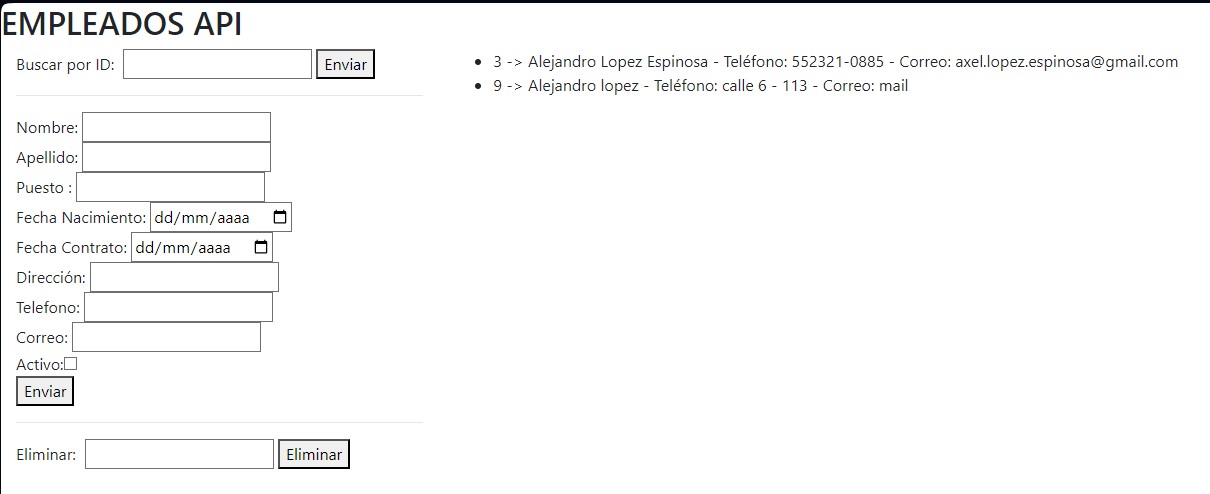 EMPLEADOS API
Buscar por ID: Enviar
Nombre:
Apellido:
Puesto :
Fecha Nacimiento: dd/mm/aaaa
Fecha Contrato: dd/mm/aaaa
Dirección:
Telefono:
Correo:
Activo:
Enviar
Eliminar: Eliminar
3 -> Alejandro Lopez Espinosa - Teléfono: 552321-0885 - Correo: axel.lopez.espinosa@gmail.com
9 -> Alejandro lopez - Teléfono: calle 6 - 113 - Correo: mail